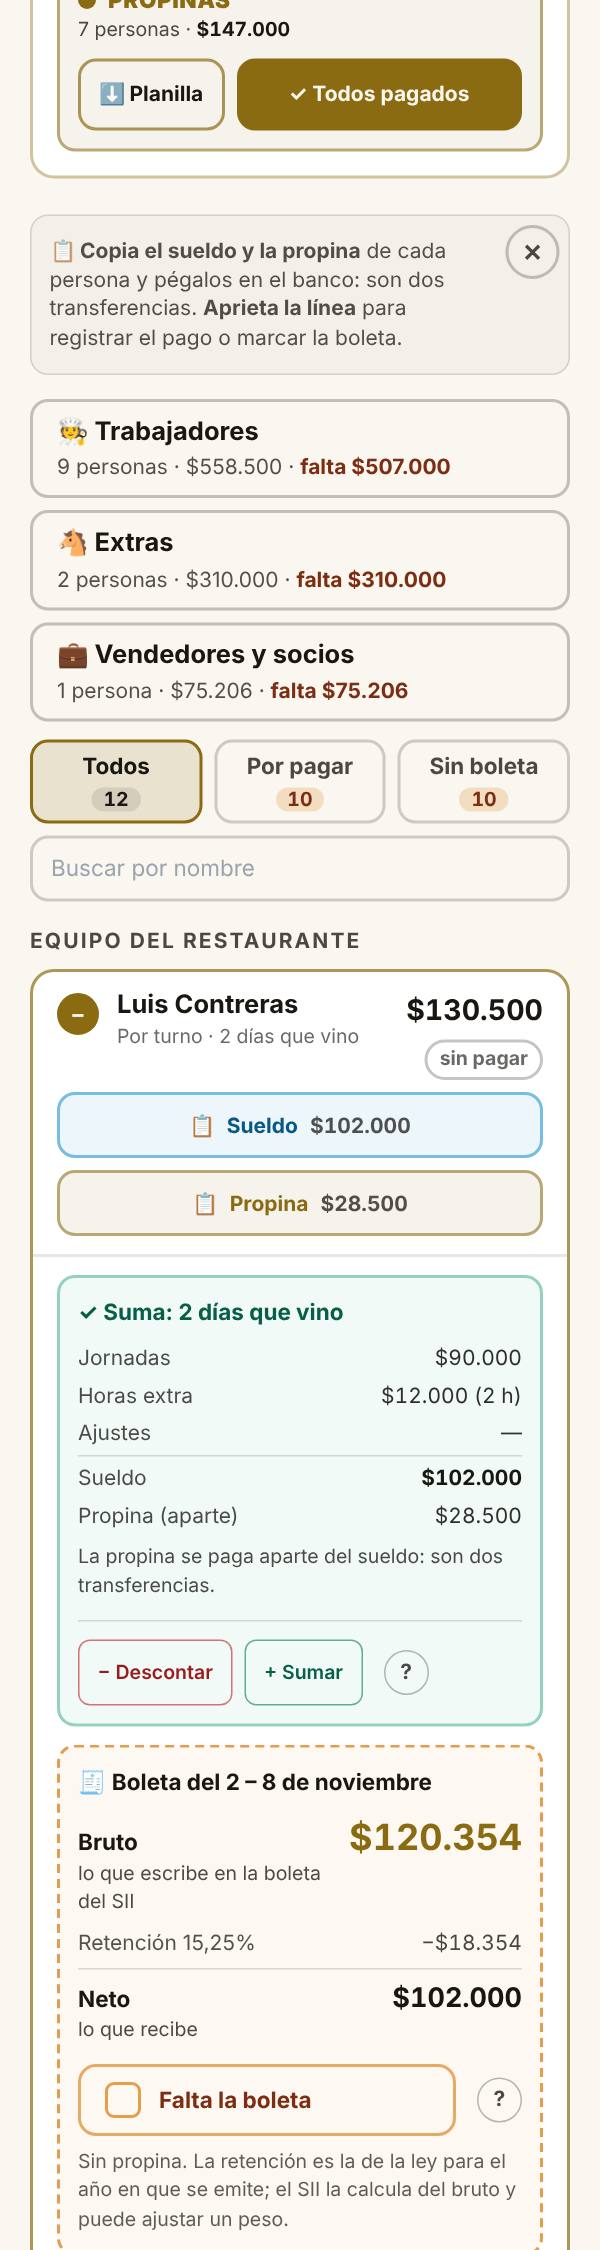 PROPINAS
7 personas · $147.000
⬇️ Planilla
✓ Todos pagados
📋 Copia el sueldo y la propina de cada
persona y pégalos en el banco: son dos
transferencias. Aprieta la línea para
registrar el pago o marcar la boleta.
✕
🧑‍🍳 Trabajadores
9 personas · $558.500 · falta $507.000
🐴 Extras
2 personas · $310.000 · falta $310.000
💼 Vendedores y socios
1 persona · $75.206 · falta $75.206
Todos
12
Por pagar
10
Sin boleta
10
Buscar por nombre
EQUIPO DEL RESTAURANTE
– Luis Contreras $130.500
Por turno · 2 días que vino
sin pagar
📋 Sueldo $102.000
📋 Propina $28.500
✓ Suma: 2 días que vino
Jornadas $90.000
Horas extra $12.000 (2 h)
Ajustes —
Sueldo $102.000
Propina (aparte) $28.500
La propina se paga aparte del sueldo: son dos
transferencias.
− Descontar
+ Sumar
?
🧾 Boleta del 2 – 8 de noviembre
Bruto $120.354
lo que escribe en la boleta
del SII
Retención 15,25% −$18.354
Neto $102.000
lo que recibe
Falta la boleta
?
Sin propina. La retención es la de la ley para el
año en que se emite; el SII la calcula del bruto y
puede ajustar un peso.